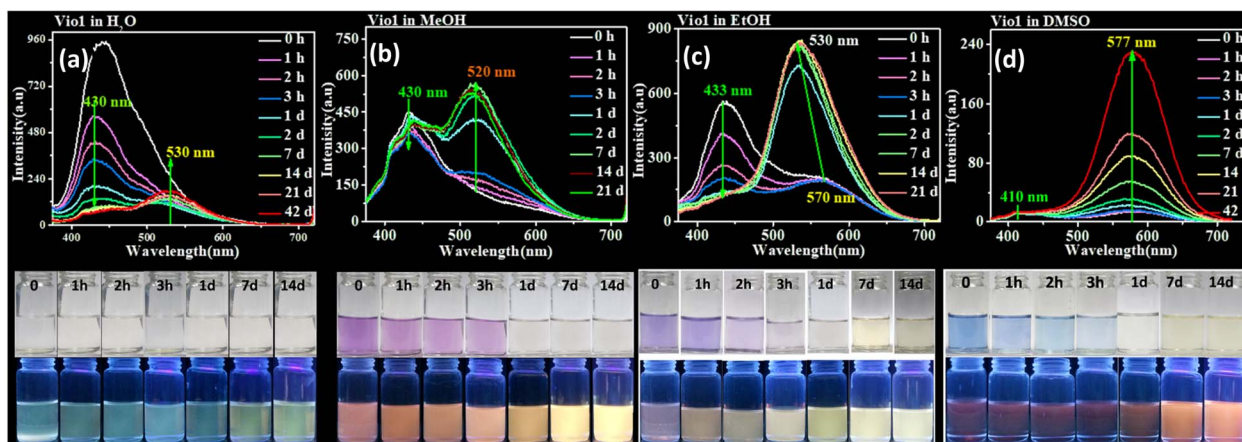 Vio1 in H2O
(a)
Intenisity(a.u)
960
720
480
240
0
430 nm
530 nm
0 h
1 h
2 h
3 h
1 d
2 d
7 d
14 d
21 d
42 d
400
500
600
700
Wavelength(nm)
Vio1 in MeOH
(b)
Intenisity(a.u)
750
600
450
300
150
0
430 nm
520 nm
0 h
1 h
2 h
3 h
1 d
2 d
7 d
14 d
21 d
400
500
600
700
Wavelength(nm)
Vio1 in EtOH
(c)
Intenisity(a.u)
900
600
300
0
433 nm
530 nm
570 nm
0 h
1 h
2 h
3 h
1 d
2 d
7 d
14 d
21 d
400
500
600
700
Wavelength(nm)
Vio1 in DMSO
(d)
Intenisity(a.u)
240
160
80
0
410 nm
577 nm
0 h
1 h
2 h
3 h
1 d
2 d
7 d
14
21
42
400
500
600
700
Wavelength(nm)
0 1h 2h 3h 1d 7d 14d
0 1h 2h 3h 1d 7d 14d
0 1h 2h 3h 1d 7d 14d
0 1h 2h 3h 1d 7d 14d